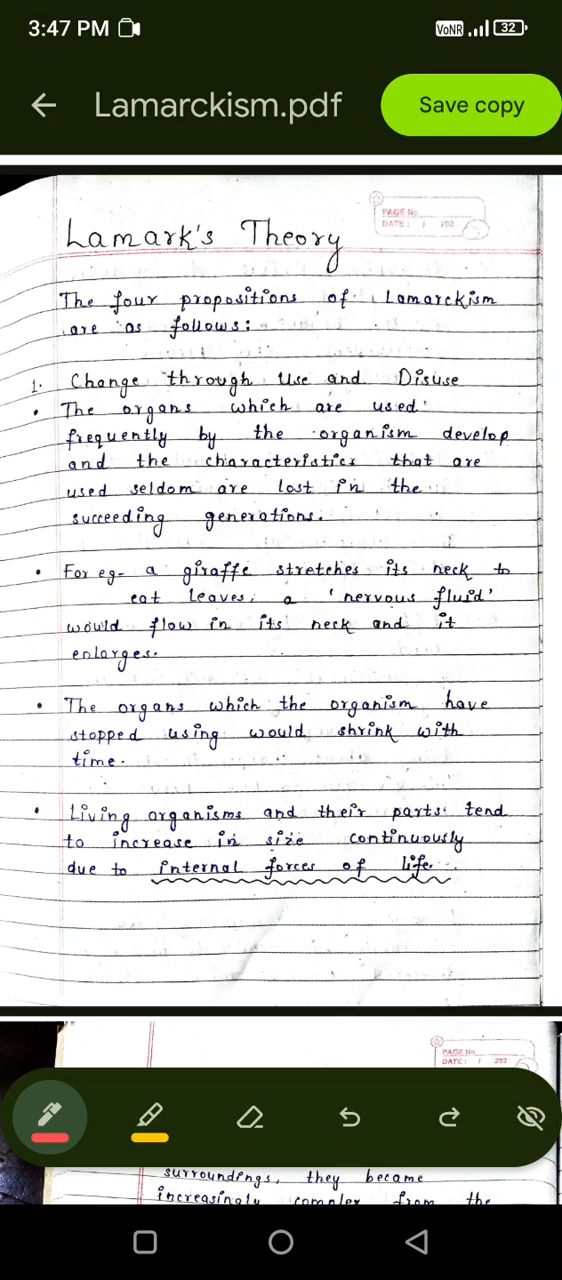 3:47 PM
VoNR 32
Lamarckism.pdf
Save copy
PAGE No
DATE: / 202
Lamark's Theory
The four propositions of Lamarckism
are as follows:
1. Change through Use and Disuse
• The organs which are used
frequently by the organism develop
and the characteristics that are
used seldom are lost in the
succeeding generations.
• For eg- a giraffe stretches its neck to
eat leaves, a 'nervous fluid'
would flow in its neck and it
enlarges.
• The organs which the organism have
stopped using would shrink with
time.
• Living organisms and their parts tend
to increase in size continuously
due to internal forces of life.
PAGE No
DATE: / 202
surroundings, they became
increasingly complex from the